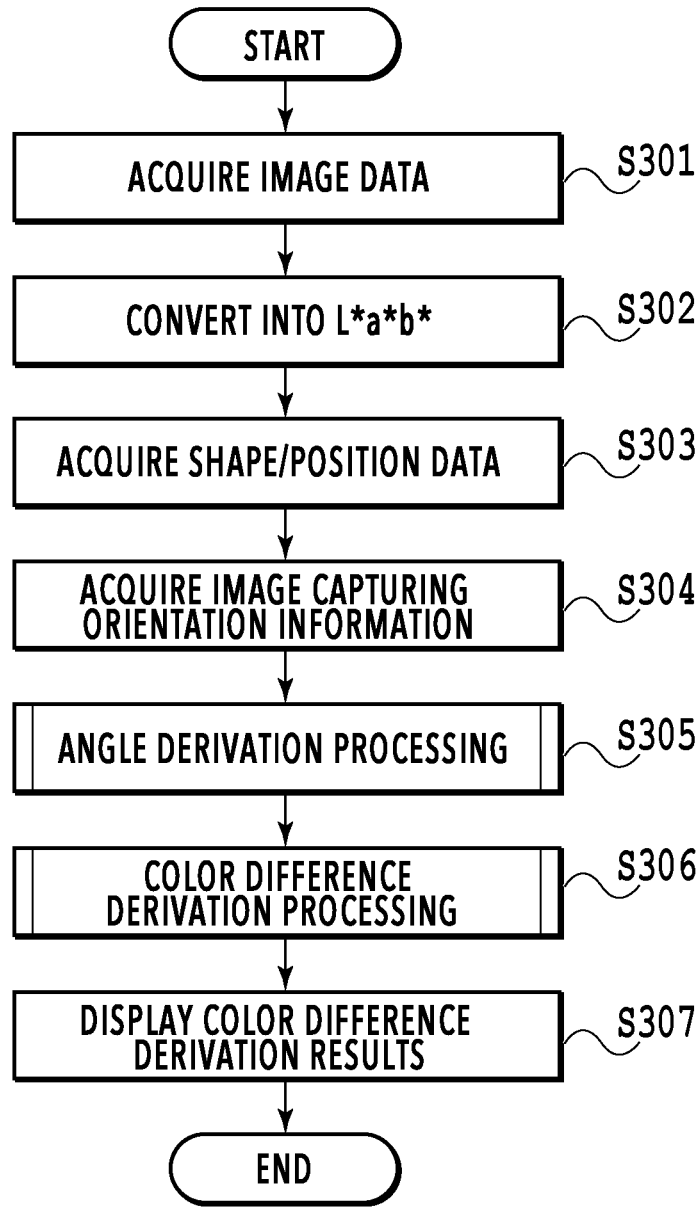 START
ACQUIRE IMAGE DATA
S301
CONVERT INTO L*a*b*
S302
ACQUIRE SHAPE/POSITION DATA
S303
ACQUIRE IMAGE CAPTURING
ORIENTATION INFORMATION
S304
ANGLE DERIVATION PROCESSING
S305
COLOR DIFFERENCE
DERIVATION PROCESSING
S306
DISPLAY COLOR DIFFERENCE
DERIVATION RESULTS
S307
END